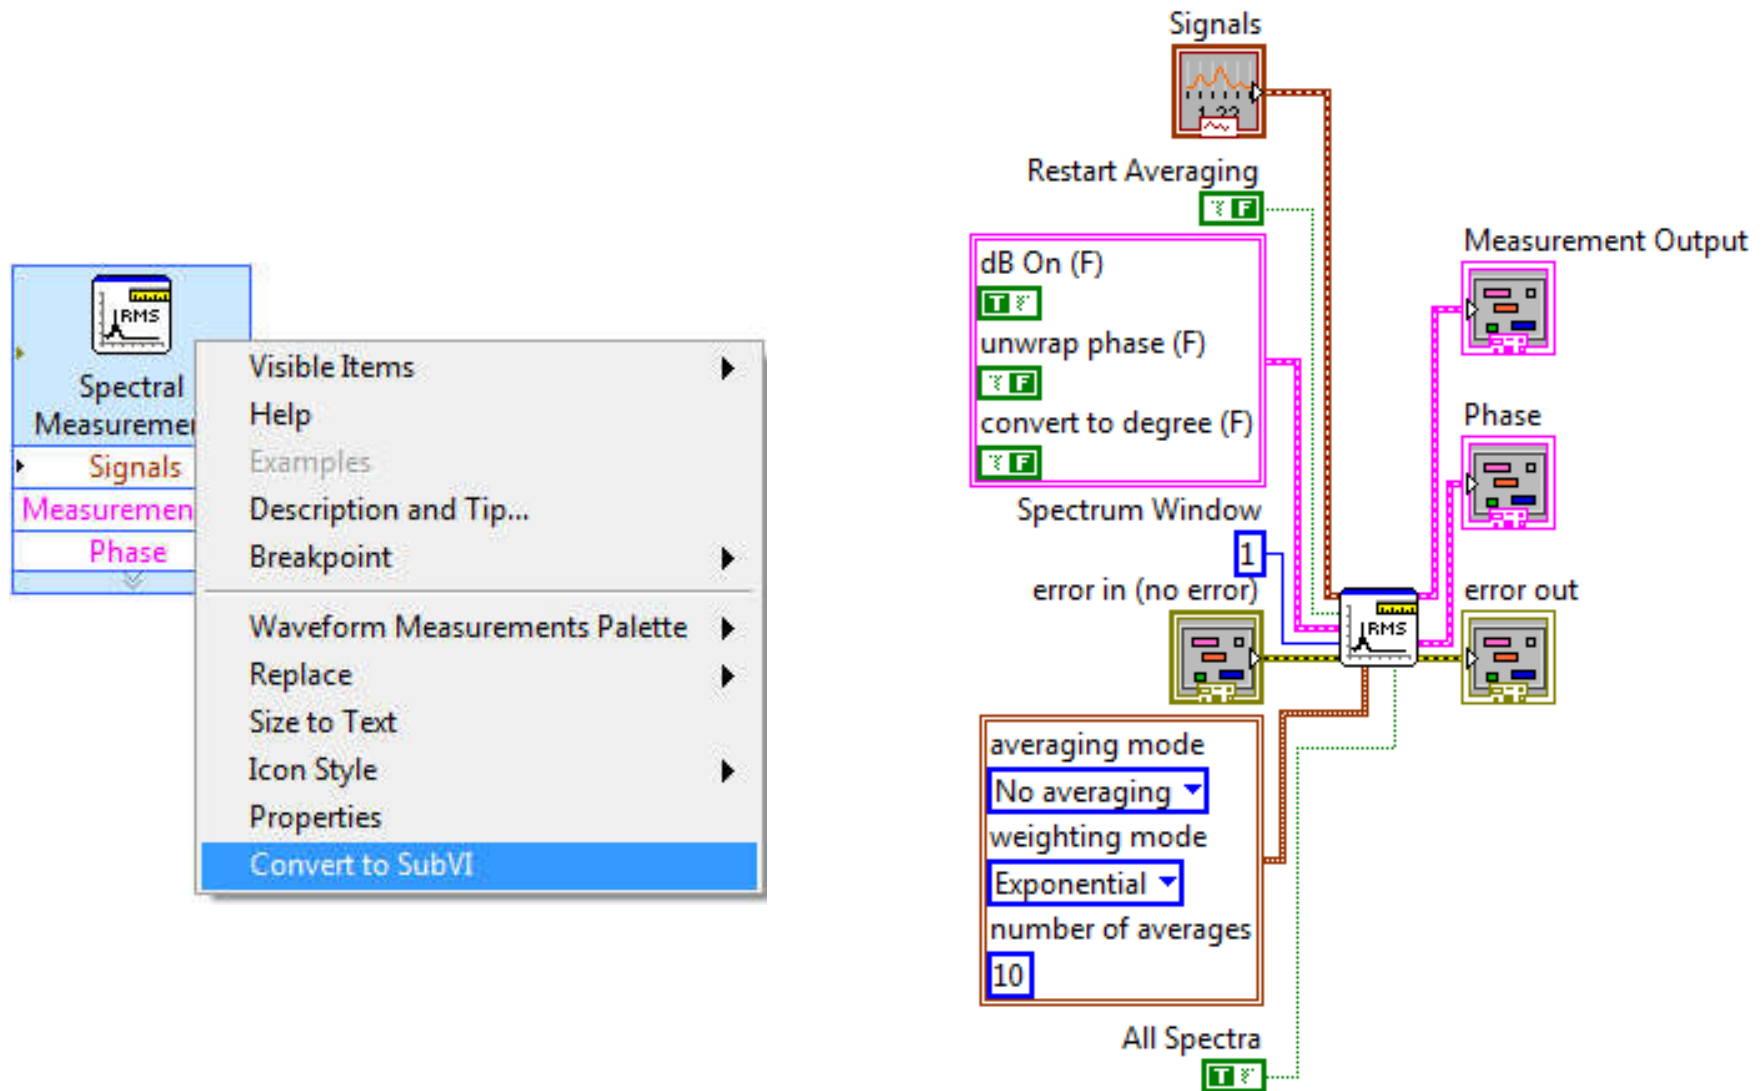 RMS
Spectral
Measuremen
Signals
Measuremen
Phase
Visible Items
Help
Examples
Description and Tip...
Breakpoint
Waveform Measurements Palette
Replace
Size to Text
Icon Style
Properties
Convert to SubVI
Signals
1.23
Restart Averaging
F
dB On (F)
T
unwrap phase (F)
F
convert to degree (F)
F
Spectrum Window
1
error in (no error)
averaging mode
No averaging
weighting mode
Exponential
number of averages
10
All Spectra
T
RMS
Measurement Output
Phase
error out